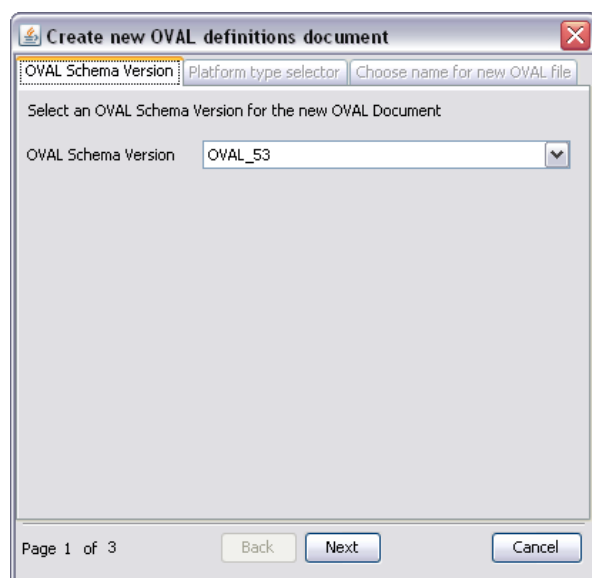 Create new OVAL definitions document
OVAL Schema Version Platform type selector Choose name for new OVAL file
Select an OVAL Schema Version for the new OVAL Document
OVAL Schema Version OVAL_53
Page 1 of 3 Back Next Cancel